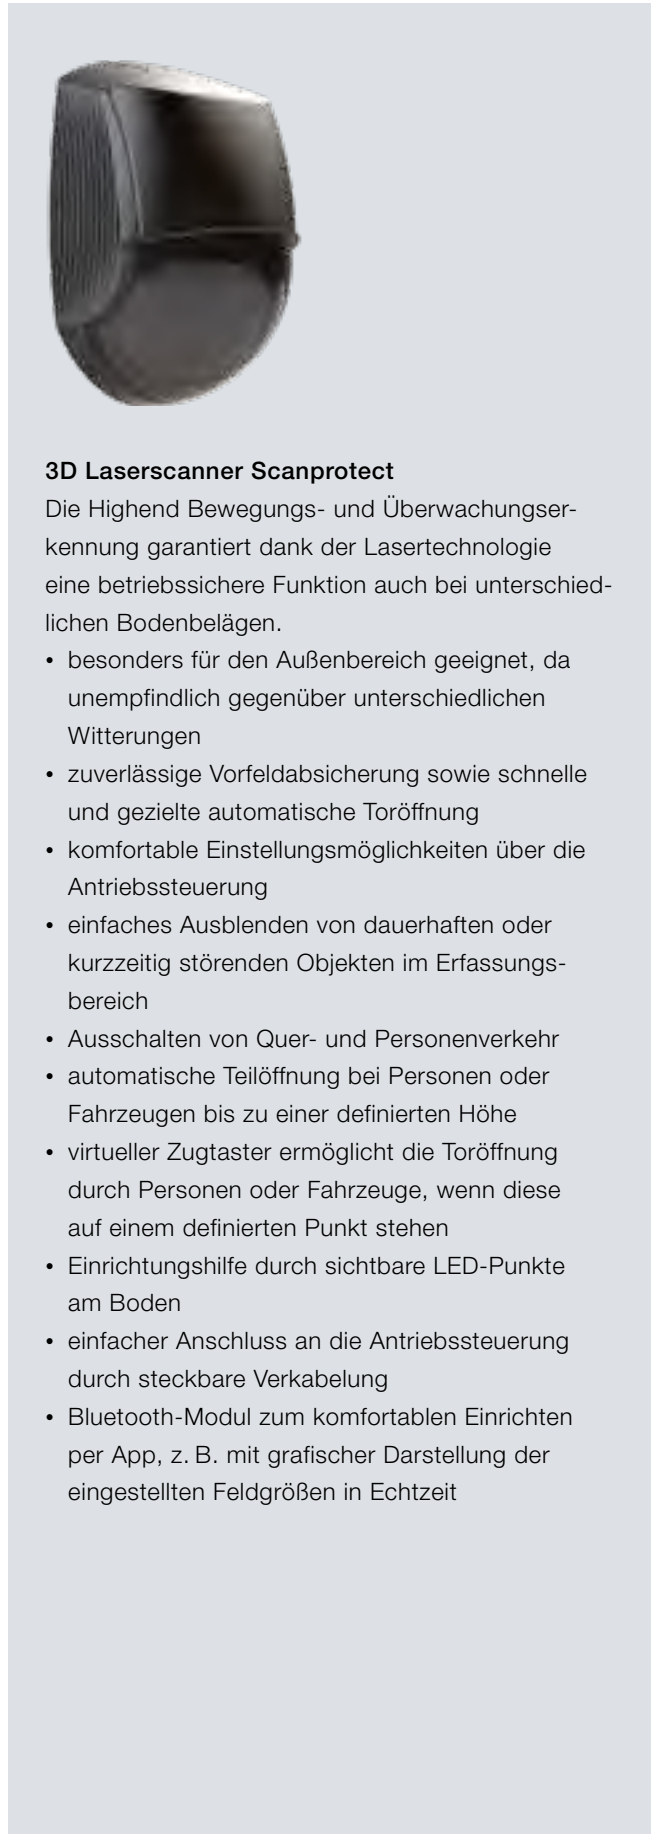 3D Laserscanner Scanprotect
Die Highend Bewegungs- und Überwachungser-
kennung garantiert dank der Lasertechnologie
eine betriebssichere Funktion auch bei unterschied-
lichen Bodenbelägen.
• besonders für den Außenbereich geeignet, da
unempfindlich gegenüber unterschiedlichen
Witterungen
• zuverlässige Vorfeldabsicherung sowie schnelle
und gezielte automatische Toröffnung
• komfortable Einstellungsmöglichkeiten über die
Antriebssteuerung
• einfaches Ausblenden von dauerhaften oder
kurzzeitig störenden Objekten im Erfassungs-
bereich
• Ausschalten von Quer- und Personenverkehr
• automatische Teilöffnung bei Personen oder
Fahrzeugen bis zu einer definierten Höhe
• virtueller Zugtaster ermöglicht die Toröffnung
durch Personen oder Fahrzeuge, wenn diese
auf einem definierten Punkt stehen
• Einrichtungshilfe durch sichtbare LED-Punkte
am Boden
• einfacher Anschluss an die Antriebssteuerung
durch steckbare Verkabelung
• Bluetooth-Modul zum komfortablen Einrichten
per App, z. B. mit grafischer Darstellung der
eingestellten Feldgrößen in Echtzeit